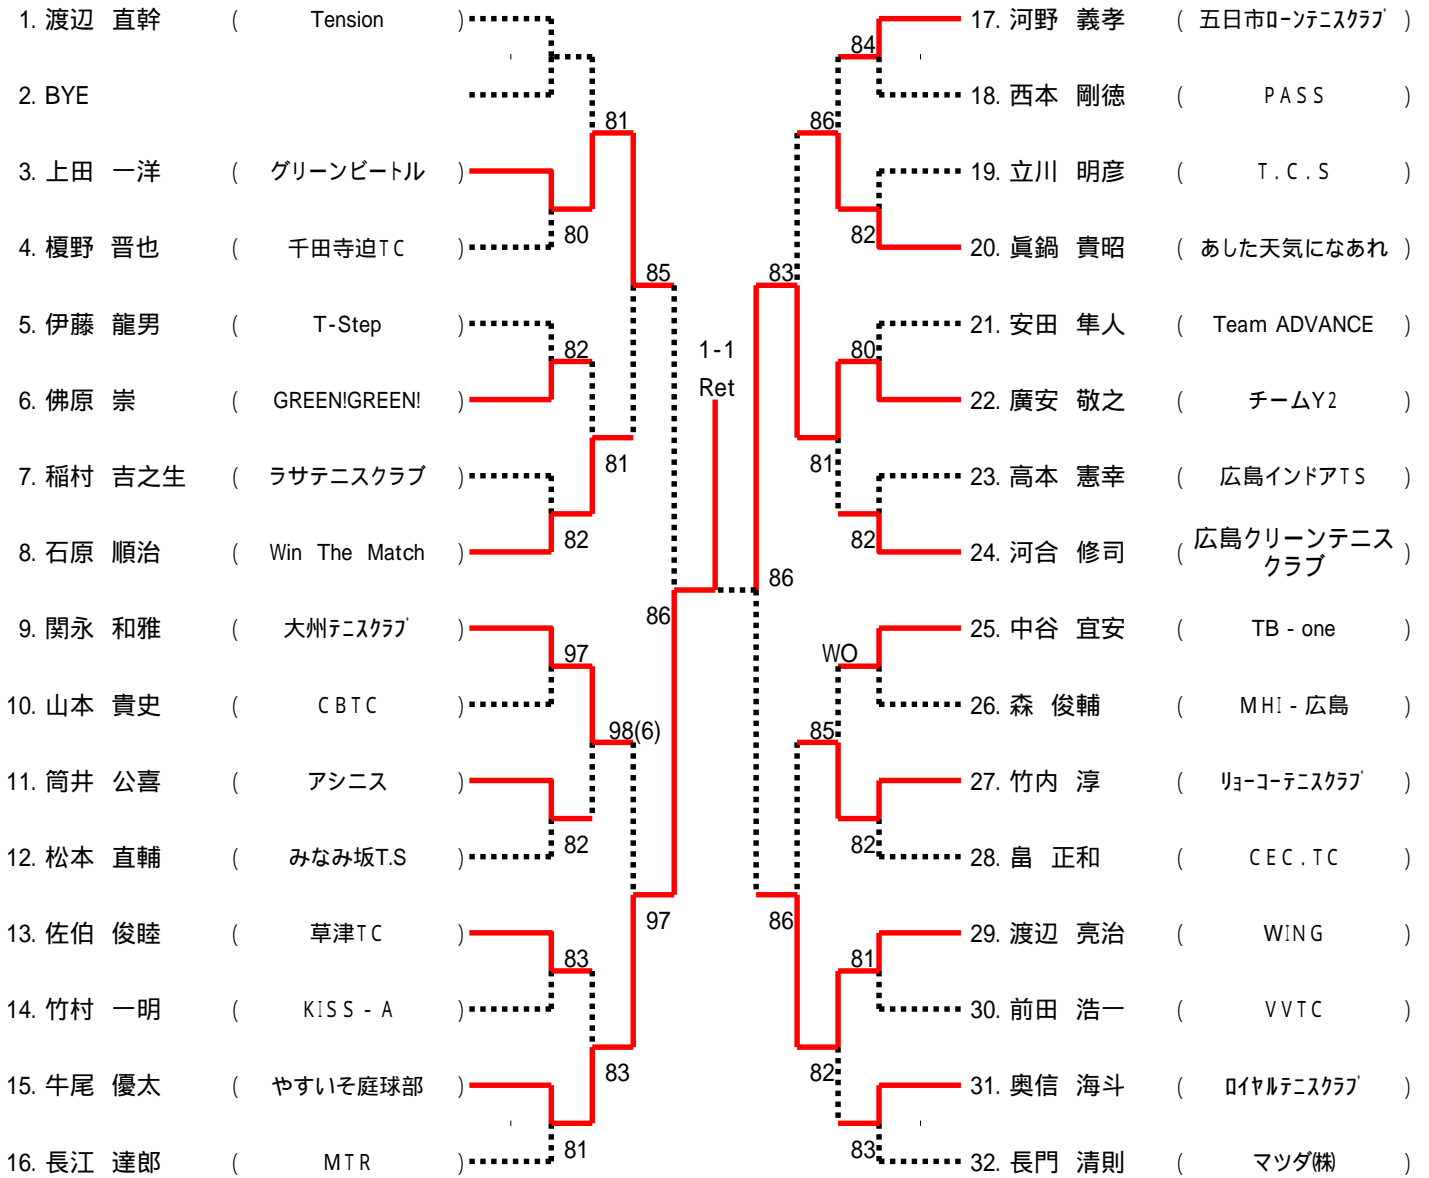 1. 渡辺 直幹 ( Tension )
2. BYE
81
3. 上田 一洋 ( グリーンビートル )
80
4. 榎野 晋也 ( 千田寺迫TC )
85
5. 伊藤 龍男 ( T-Step )
82
6. 佛原 崇 ( GREEN!GREEN! )
81
7. 稲村 吉之生 ( ラサテニスクラブ )
82
8. 石原 順治 ( Win The Match )
86
9. 関永 和雅 ( 大州ﾃﾆｽｸﾗﾌﾞ )
97
10. 山本 貴史 ( CBTC )
98(6)
11. 筒井 公喜 ( アシニス )
82
12. 松本 直輔 ( みなみ坂T.S )
97
13. 佐伯 俊睦 ( 草津TC )
83
14. 竹村 一明 ( KISS-A )
83
15. 牛尾 優太 ( やすいそ庭球部 )
81
16. 長江 達郎 ( MTR )
1-1
Ret
17. 河野 義孝 ( 五日市ﾛｰﾝﾃﾆｽｸﾗﾌﾞ )
84
18. 西本 剛徳 ( PASS )
86
19. 立川 明彦 ( T.C.S )
82
20. 眞鍋 貴昭 ( あした天気になあれ )
83
21. 安田 隼人 ( Team ADVANCE )
80
22. 廣安 敬之 ( チームY2 )
81
23. 高本 憲幸 ( 広島インドアTS )
82
24. 河合 修司 ( 広島クリーンテニス
クラブ )
86
25. 中谷 宜安 ( TB-one )
WO
26. 森 俊輔 ( MHI-広島 )
85
27. 竹内 淳 ( ﾘｮｰｺｰﾃﾆｽｸﾗﾌﾞ )
82
28. 畠 正和 ( CEC.TC )
86
29. 渡辺 亮治 ( WING )
81
30. 前田 浩一 ( VVTC )
82
31. 奥信 海斗 ( ﾛｲﾔﾙﾃﾆｽｸﾗﾌﾞ )
83
32. 長門 清則 ( マツダ㈱ )